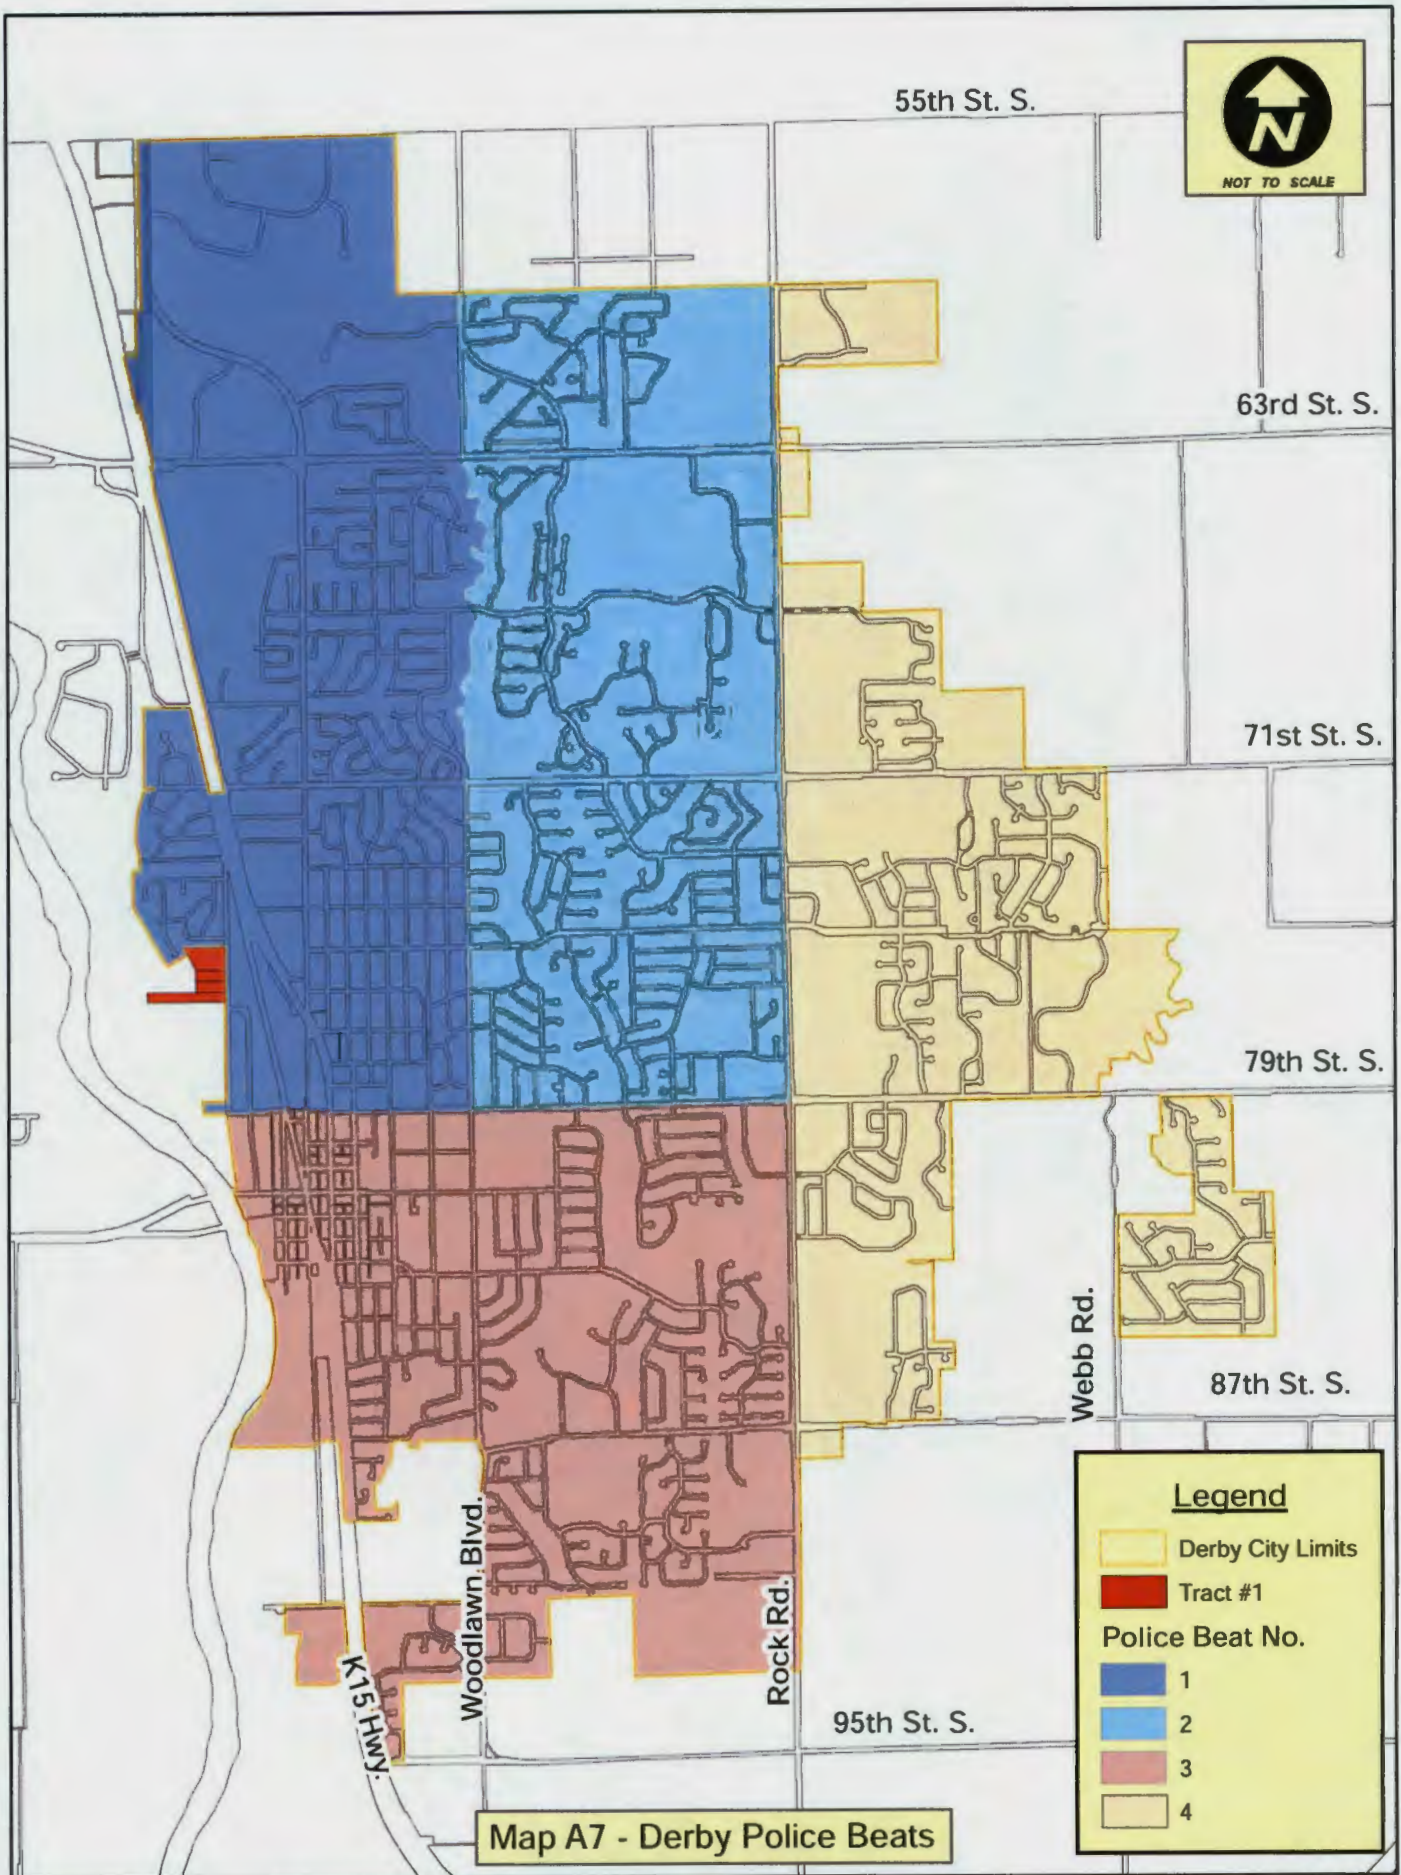 55th St. S.
N
NOT TO SCALE
63rd St. S.
71st St. S.
79th St. S.
Webb Rd.
87th St. S.
Woodlawn Blvd.
Rock Rd.
K15 Hwy.
95th St. S.
Legend
Derby City Limits
Tract #1
Police Beat No.
1
2
3
4
Map A7 - Derby Police Beats